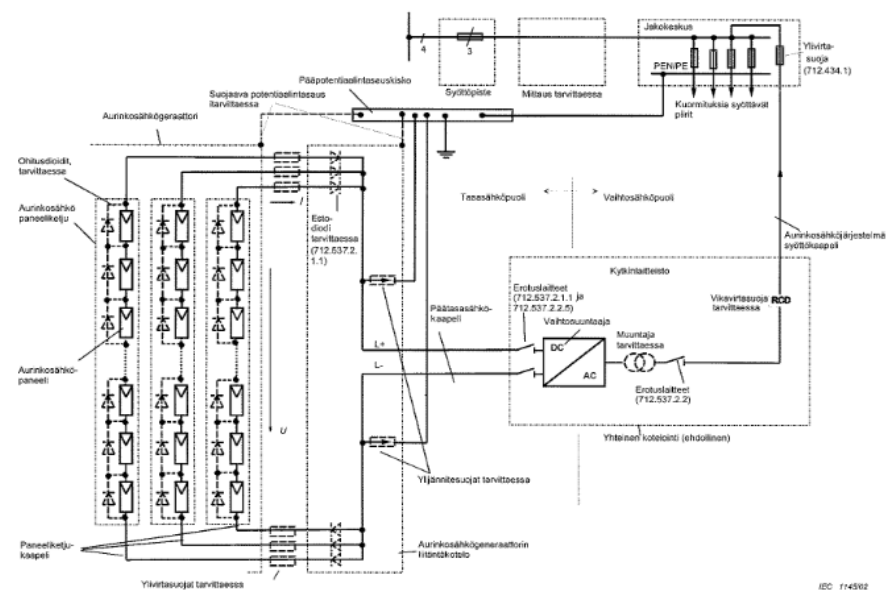 Jakokeskus
Ylivirta-
suoja
(712.434.1)
4
3
PEN/PE
Pääpotentiaalintasauskisko
Syöttöpiste
Mittaus tarvittaessa
Kuormituksia syöttävät
piirit
Suojaava potentiaalintasaus
tarvittaessa
Aurinkosähkögeraattori
Ohitusdioidit,
tarvittaessa
Aurinkosähkö
paneeliketju
I
Esto-
diodi
tarvittaessa
(712.537.2.
1.1)
Tasasähköpuoli
Vaihtosähköpuoli
Aurinkosähköjärjestelmä
syöttökaapeli
Kytkinlaitteisto
Erotuslaitteet
(712.537.2.1.1 ja
712.537.2.2.5)
Vikavirtasuoja
tarvittaessa
RCD
Päätasasähkö-
kaapeli
Vaihtosuuntaaja
Muuntaja
tarvittaessa
L+
DC
L-
AC
Aurinkosähkö-
paneeli
Erotuslaitteet
(712.537.2.2)
U
Yhteinen kotelointi (ehdollinen)
Ylijännitesuojat tarvittaessa
Paneeliketju-
kaapeli
Aurinkosähkögeneraattorin
liitäntäkotelo
Ylivirtasuojat tarvittaessa
IEC 1145/02